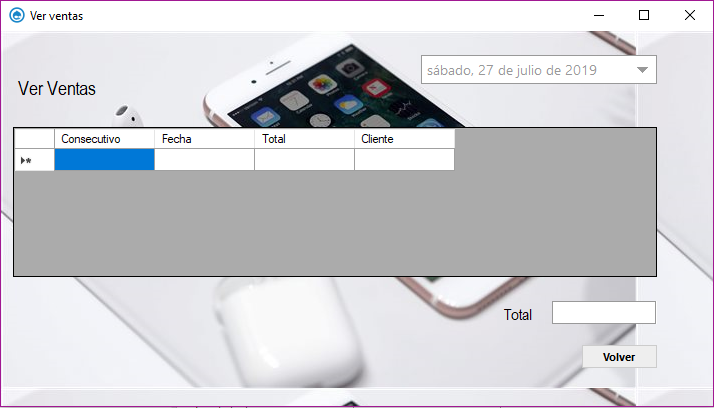 Ver ventas
sábado, 27 de julio de 2019
Ver Ventas
Consecutivo Fecha Total Cliente
Total
Volver